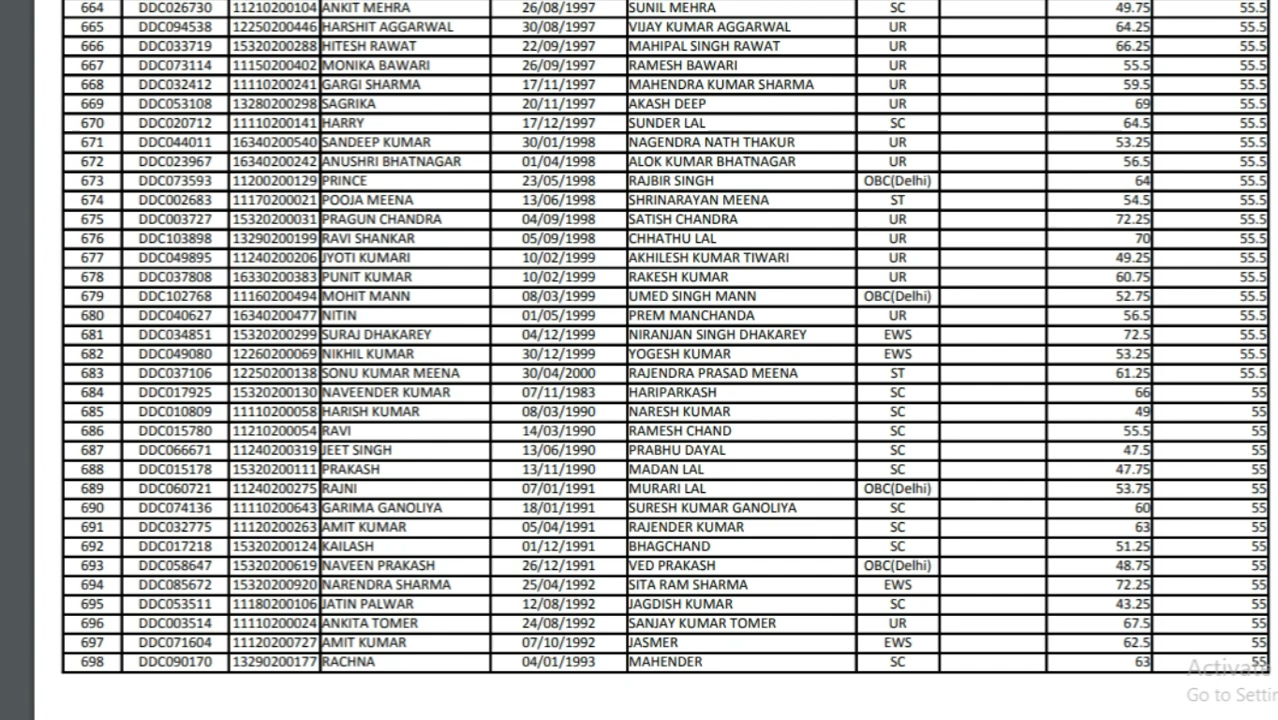 664 DDC026730 11210200104 ANKIT MEHRA 26/08/1997 SUNIL MEHRA SC 49.75 55.5
665 DDC094538 12250200446 HARSHIT AGGARWAL 30/08/1997 VIJAY KUMAR AGGARWAL UR 64.25 55.5
666 DDC033719 15320200288 HITESH RAWAT 22/09/1997 MAHIPAL SINGH RAWAT UR 66.25 55.5
667 DDC073114 11150200402 MONIKA BAWARI 26/09/1997 RAMESH BAWARI UR 55.5 55.5
668 DDC032412 11110200241 GARGI SHARMA 17/11/1997 MAHENDRA KUMAR SHARMA UR 59.5 55.5
669 DDC053108 13280200298 SAGRIKA 20/11/1997 AKASH DEEP UR 69 55.5
670 DDC020712 11110200141 HARRY 17/12/1997 SUNDER LAL SC 64.5 55.5
671 DDC044011 16340200540 SANDEEP KUMAR 30/01/1998 NAGENDRA NATH THAKUR UR 53.25 55.5
672 DDC023967 16340200242 ANUSHRI BHATNAGAR 01/04/1998 ALOK KUMAR BHATNAGAR UR 56.5 55.5
673 DDC073593 11200200129 PRINCE 23/05/1998 RAJBIR SINGH OBC(Delhi) 64 55.5
674 DDC002683 11170200021 POOJA MEENA 13/06/1998 SHRINARAYAN MEENA ST 54.5 55.5
675 DDC003727 15320200031 PRAGUN CHANDRA 04/09/1998 SATISH CHANDRA UR 72.25 55.5
676 DDC103898 13290200199 RAVI SHANKAR 05/09/1998 CHHATHU LAL UR 70 55.5
677 DDC049895 11240200206 JYOTI KUMARI 10/02/1999 AKHILESH KUMAR TIWARI UR 49.25 55.5
678 DDC037808 16330200383 PUNIT KUMAR 10/02/1999 RAKESH KUMAR UR 60.75 55.5
679 DDC102768 11160200494 MOHIT MANN 08/03/1999 UMED SINGH MANN OBC(Delhi) 52.75 55.5
680 DDC040627 16340200477 NITIN 01/05/1999 PREM MANCHANDA UR 56.5 55.5
681 DDC034851 15320200299 SURAJ DHAKAREY 04/12/1999 NIRANJAN SINGH DHAKAREY EWS 72.5 55.5
682 DDC049080 12260200069 NIKHIL KUMAR 30/12/1999 YOGESH KUMAR EWS 53.25 55.5
683 DDC037106 12250200138 SONU KUMAR MEENA 30/04/2000 RAJENDRA PRASAD MEENA ST 61.25 55.5
684 DDC017925 15320200130 NAVEENDER KUMAR 07/11/1983 HARIPARKASH SC 66 55
685 DDC010809 11110200058 HARISH KUMAR 08/03/1990 NARESH KUMAR SC 49 55
686 DDC015780 11210200054 RAVI 14/03/1990 RAMESH CHAND SC 55.5 55
687 DDC066671 11240200319 JEET SINGH 13/06/1990 PRABHU DAYAL SC 47.5 55
688 DDC015178 15320200111 PRAKASH 13/11/1990 MADAN LAL SC 47.75 55
689 DDC060721 11240200275 RAJNI 07/01/1991 MURARI LAL OBC(Delhi) 53.75 55
690 DDC074136 11110200643 GARIMA GANOLIYA 18/01/1991 SURESH KUMAR GANOLIYA SC 60 55
691 DDC032775 11120200263 AMIT KUMAR 05/04/1991 RAJENDER KUMAR SC 63 55
692 DDC017218 15320200124 KAILASH 01/12/1991 BHAGCHAND SC 51.25 55
693 DDC058647 15320200619 NAVEEN PRAKASH 26/12/1991 VED PRAKASH OBC(Delhi) 48.75 55
694 DDC085672 15320200920 NARENDRA SHARMA 25/04/1992 SITA RAM SHARMA EWS 72.25 55
695 DDC053511 11180200106 JATIN PALWAR 12/08/1992 JAGDISH KUMAR SC 43.25 55
696 DDC003514 11110200024 ANKITA TOMER 24/08/1992 SANJAY KUMAR TOMER UR 67.5 55
697 DDC071604 11120200727 AMIT KUMAR 07/10/1992 JASMER EWS 62.5 55
698 DDC090170 13290200177 RACHNA 04/01/1993 MAHENDER SC 63 55
Activate
Go to Settin